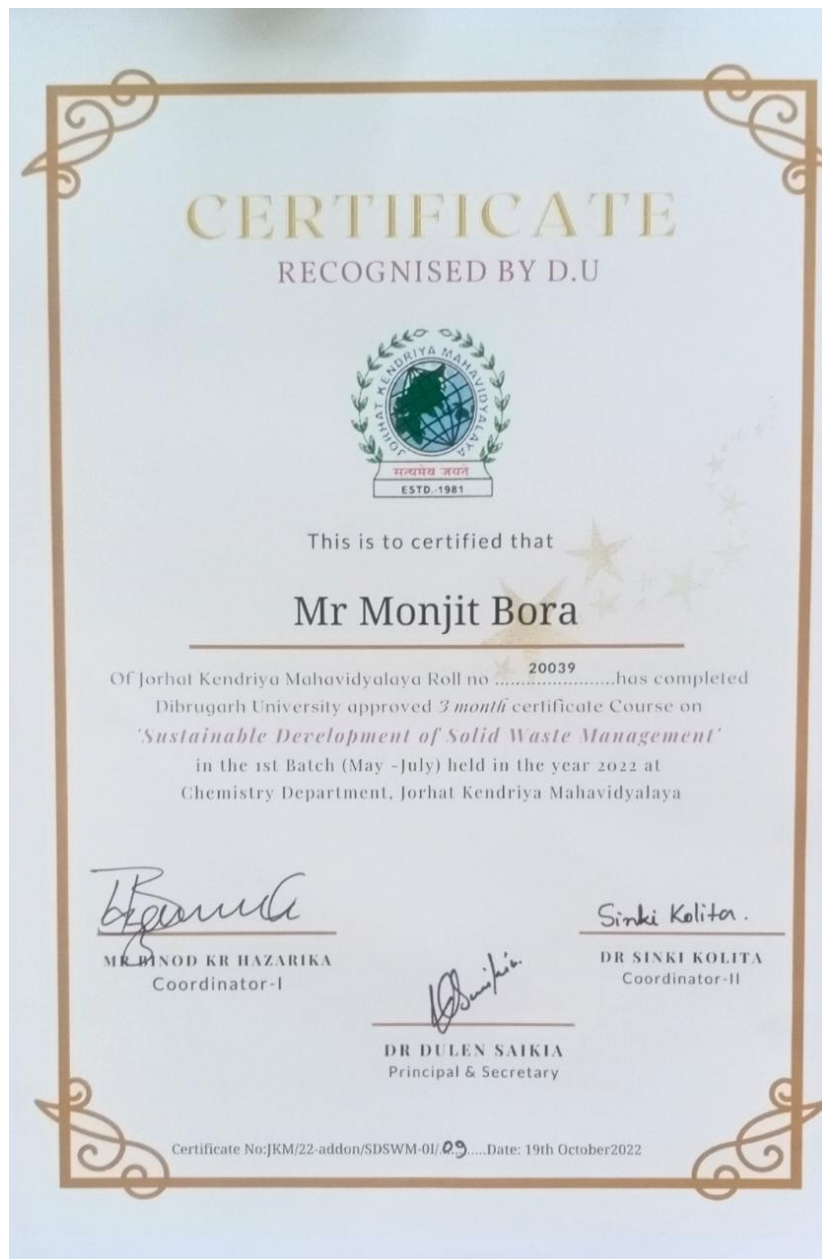 CERTIFICATE
RECOGNISED BY D.U
JORHAT KENDRIYA MAHAVIDYALAYA
सत्यमेव जयते
ESTD.-1981
This is to certified that
Mr Monjit Bora
Of Jorhat Kendriya Mahavidyalaya Roll no ......20039......has completed
Dibrugarh University approved 3 month certificate Course on
'Sustainable Development of Solid Waste Management'
in the 1st Batch (May -July) held in the year 2022 at
Chemistry Department, Jorhat Kendriya Mahavidyalaya
Sinki Kolita.
MR BINOD KR HAZARIKA
Coordinator-I
DR SINKI KOLITA
Coordinator-II
DR DULEN SAIKIA
Principal & Secretary
Certificate No:JKM/22-addon/SDSWM-01/.09.....Date: 19th October2022